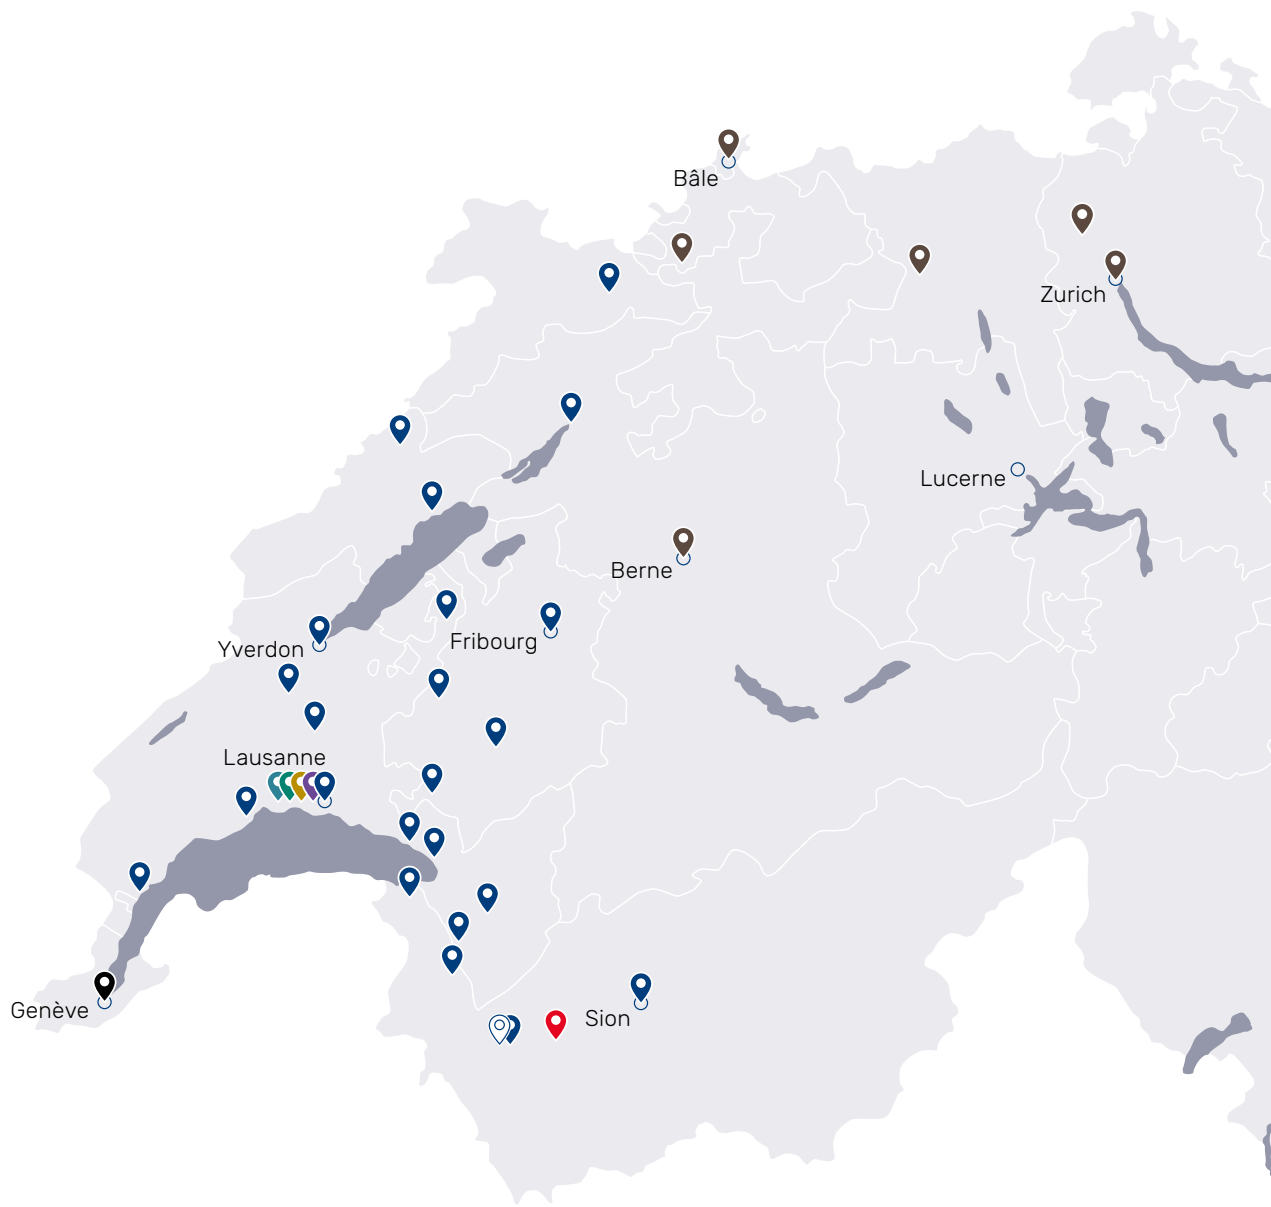 Bâle
Zurich
Lucerne
Berne
Fribourg
Yverdon
Lausanne
Genève
Sion